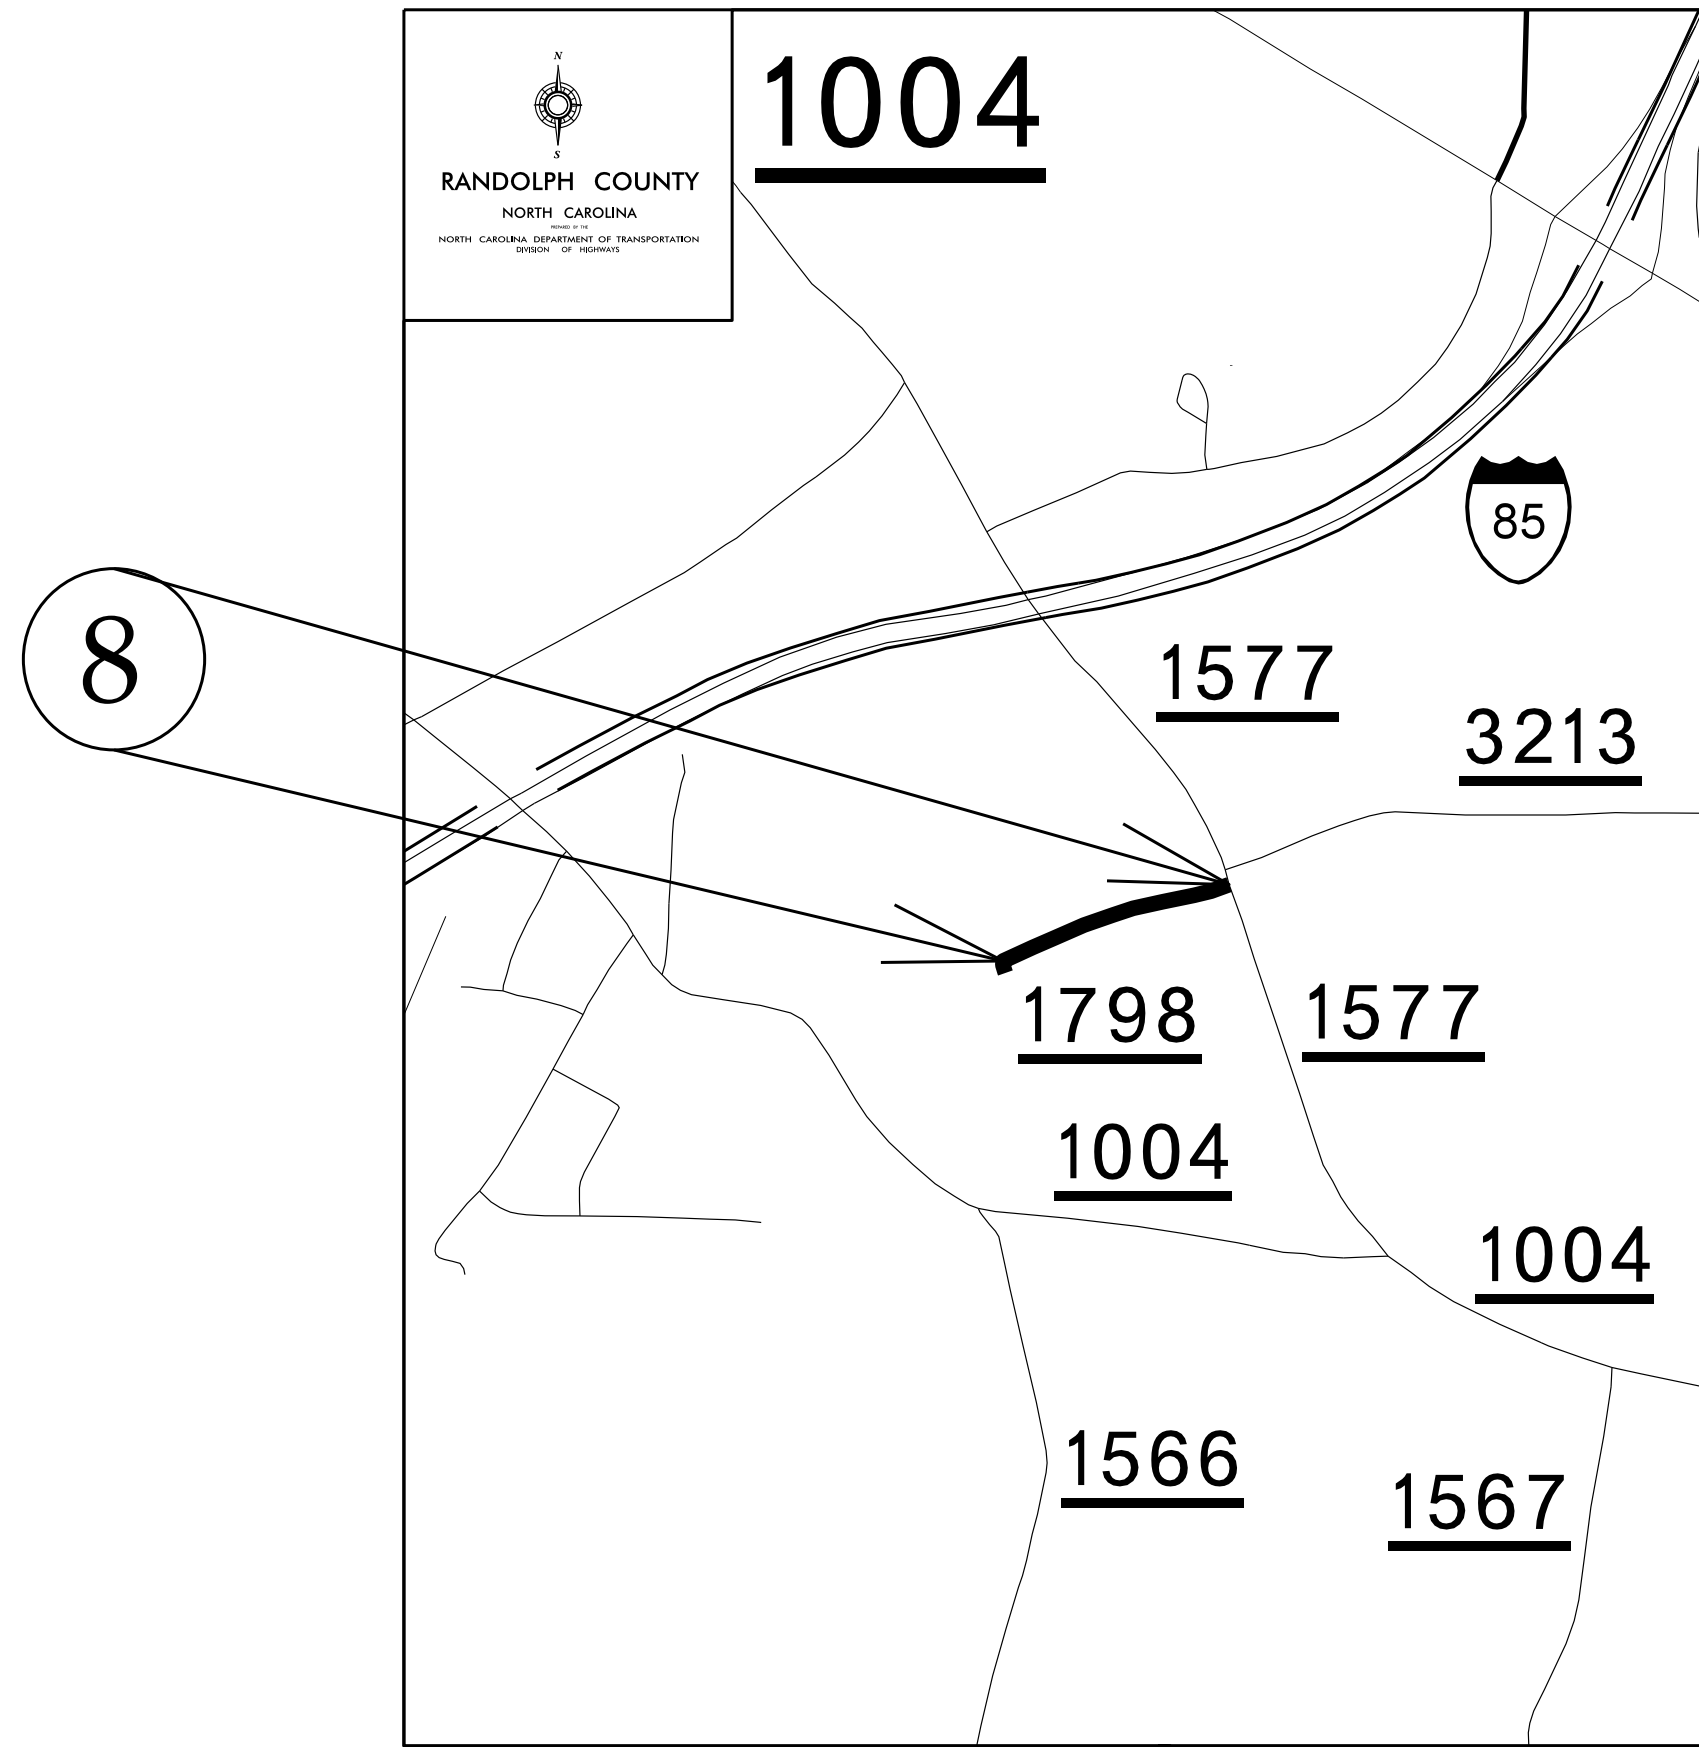 N
S
RANDOLPH COUNTY
NORTH CAROLINA
PREPARED BY THE
NORTH CAROLINA DEPARTMENT OF TRANSPORTATION
DIVISION OF HIGHWAYS
1004
85
8
1577
3213
1798
1577
1004
1004
1566
1567